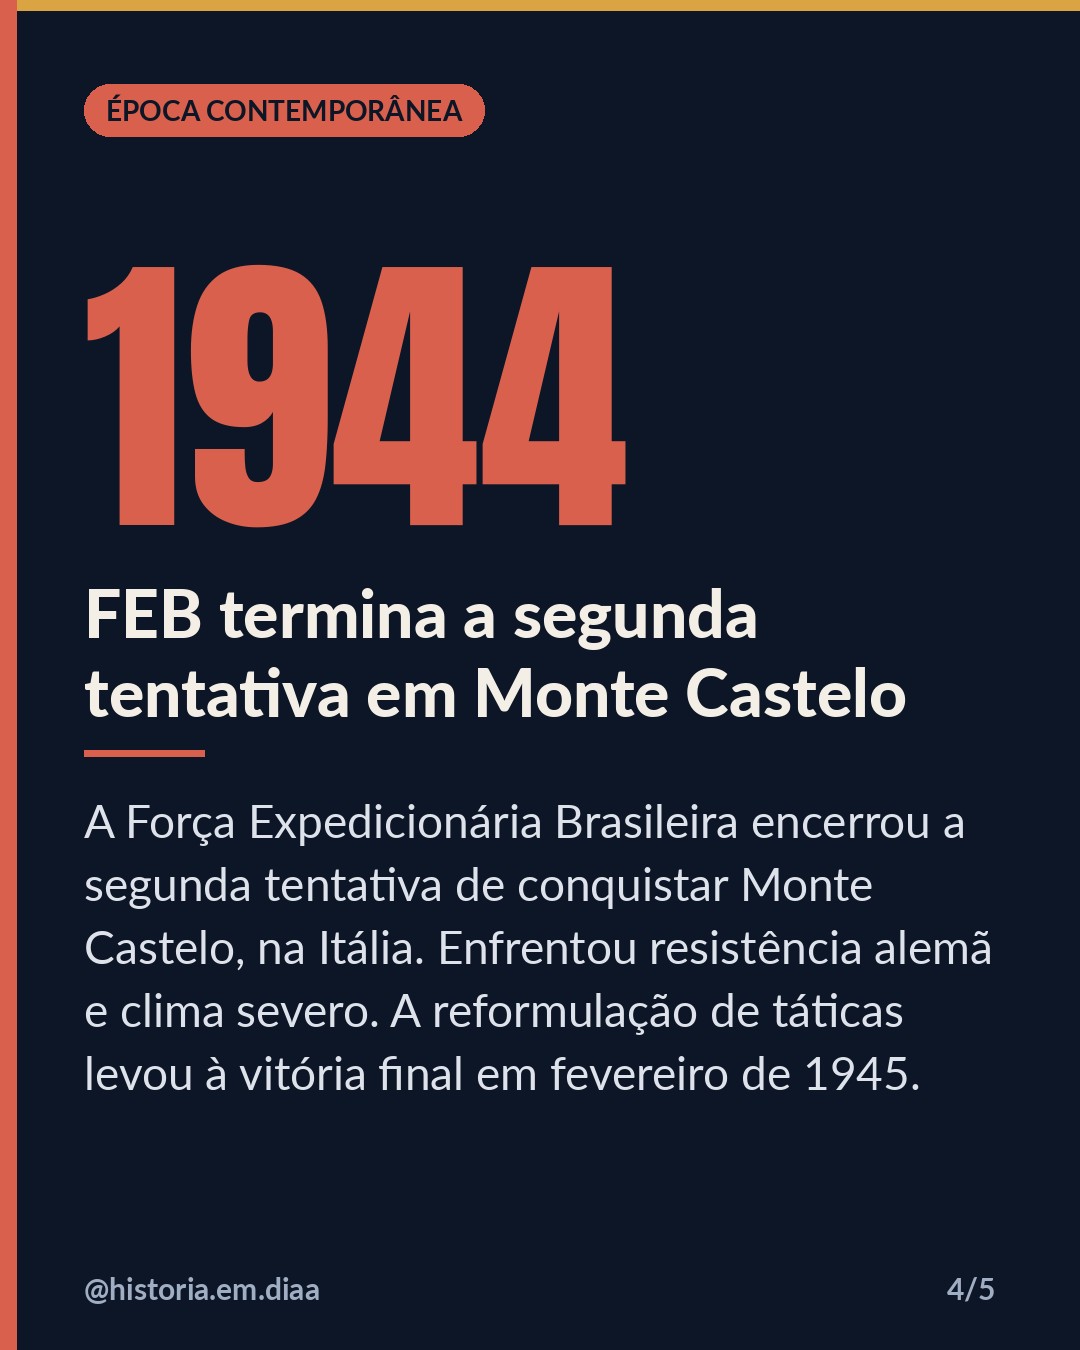 ÉPOCA CONTEMPORÂNEA
1944
FEB termina a segunda
tentativa em Monte Castelo
A Força Expedicionária Brasileira encerrou a
segunda tentativa de conquistar Monte
Castelo, na Itália. Enfrentou resistência alemã
e clima severo. A reformulação de táticas
levou à vitória final em fevereiro de 1945.
@historia.em.diaa
4/5